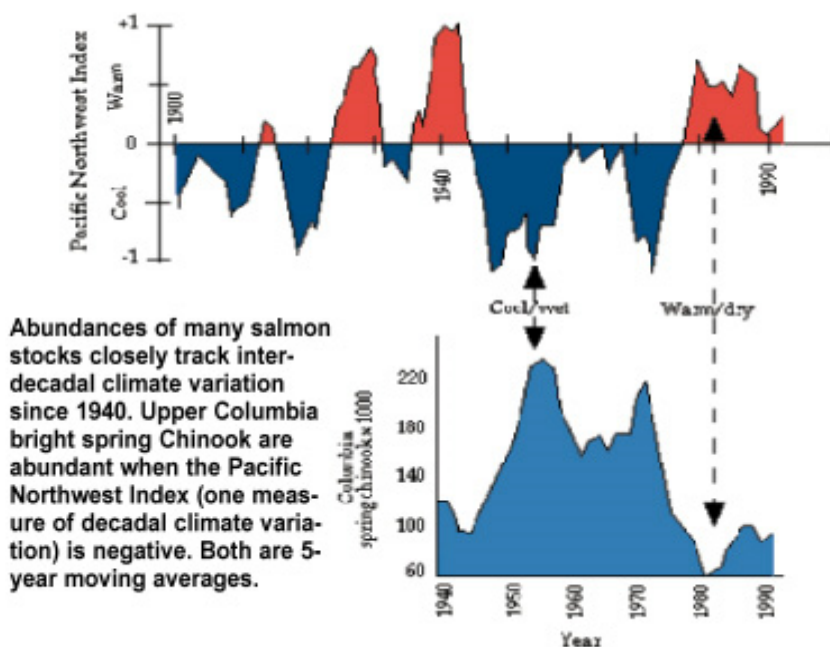 Pacific Northwest Index
Cool Warm
+1
0
-1
1900
1940
1990
Cool/wet
Warm/dry
Abundances of many salmon
stocks closely track inter-
decadal climate variation
since 1940. Upper Columbia
bright spring Chinook are
abundant when the Pacific
Northwest Index (one meas-
ure of decadal climate varia-
tion) is negative. Both are 5-
year moving averages.
Columbia
spring chinook x 1000
220
180
140
100
60
1940
1950
1960
1970
1980
1990
Year